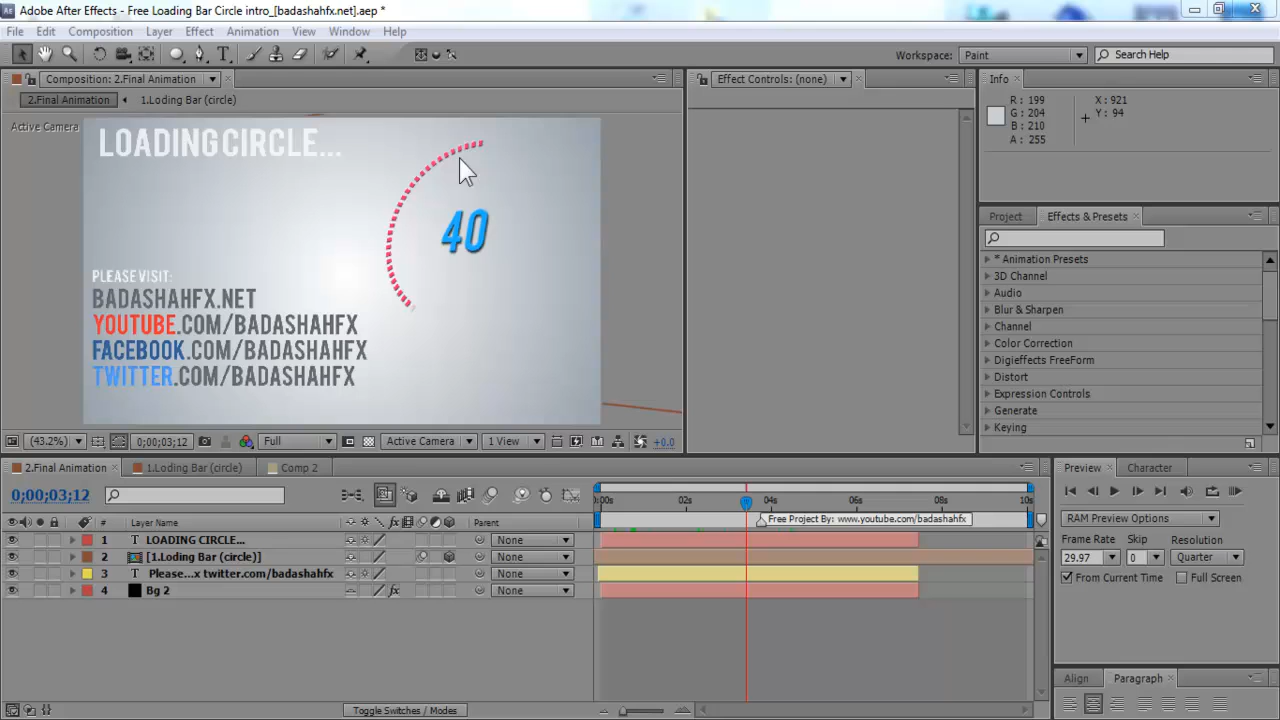 Adobe After Effects - Free Loading Bar Circle intro_[badashahfx.net].aep *
File Edit Composition Layer Effect Animation View Window Help
Workspace: Paint Search Help
Composition: 2.Final Animation
Effect Controls: (none)
Info
2.Final Animation 1.Loding Bar (circle)
R: 199 X: 921
G: 204 Y: 94
B: 210
A: 255
Active Camera
LOADING CIRCLE...
40
PLEASE VISIT:
BADASHAHFX.NET
YOUTUBE.COM/BADASHAHFX
FACEBOOK.COM/BADASHAHFX
TWITTER.COM/BADASHAHFX
Project Effects & Presets
* Animation Presets
3D Channel
Audio
Blur & Sharpen
Channel
Color Correction
Digieffects FreeForm
Distort
Expression Controls
Generate
Keying
(43.2%) 0;00;03;12 Full Active Camera 1 View +0.0
2.Final Animation 1.Loding Bar (circle) Comp 2
Preview Character
0;00;03;12
:00s 02s 04s 06s 08s 10s
Free Project By: www.youtube.com/badashahfx
# Layer Name Parent
1 T LOADING CIRCLE... None
2 [1.Loding Bar (circle)] None
3 T Please...x twitter.com/badashahfx None
4 Bg 2 fx None
RAM Preview Options
Frame Rate Skip Resolution
29.97 0 Quarter
From Current Time Full Screen
Align Paragraph
Toggle Switches / Modes